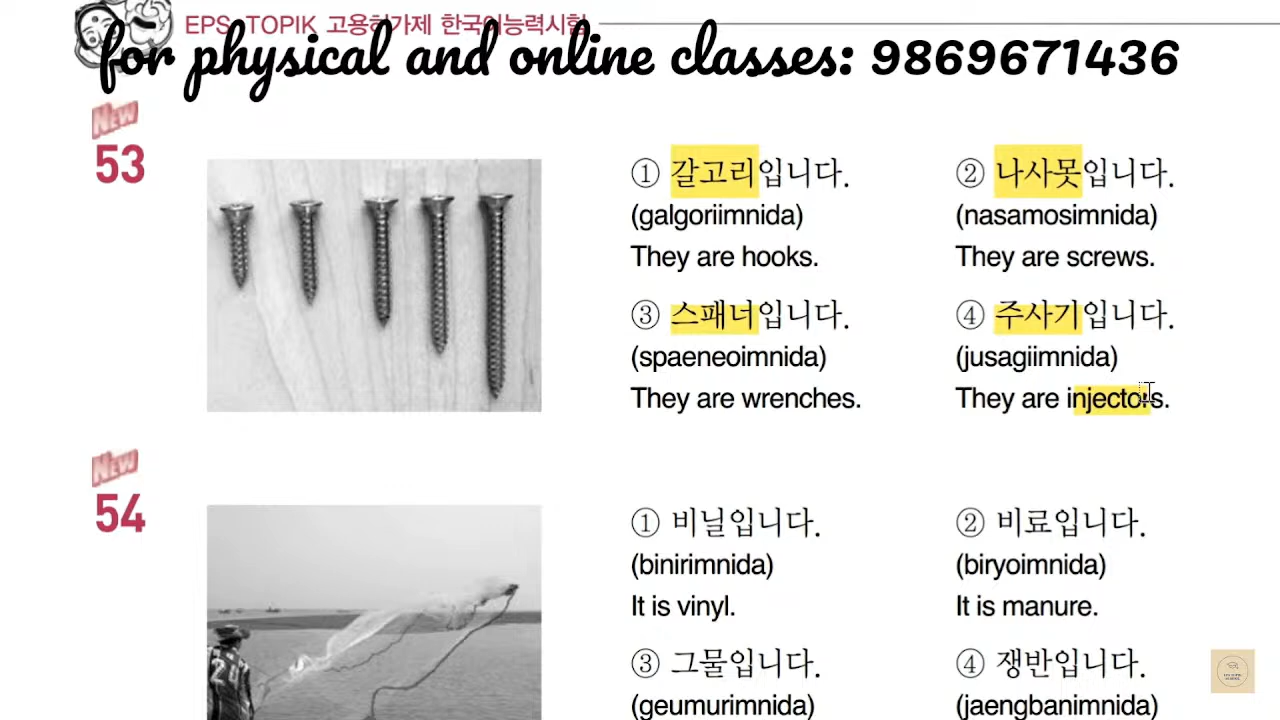 EPS-TOPIK 고용허가제 한국어능력시험
for physical and online classes: 9869671436
NEW
53
① 갈고리입니다.
(galgoriimnida)
They are hooks.
② 나사못입니다.
(nasamosimnida)
They are screws.
③ 스패너입니다.
(spaeneoimnida)
They are wrenches.
④ 주사기입니다.
(jusagiimnida)
They are injectors.
NEW
54
① 비닐입니다.
(binirimnida)
It is vinyl.
② 비료입니다.
(biryoimnida)
It is manure.
③ 그물입니다.
(geumurimnida)
④ 쟁반입니다.
(jaengbanimnida)
20